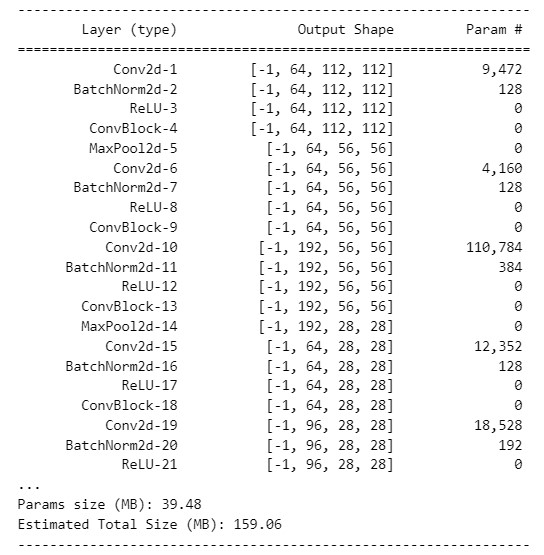 ----------------------------------------------------------------
Layer (type) Output Shape Param #
================================================================
Conv2d-1 [-1, 64, 112, 112] 9,472
BatchNorm2d-2 [-1, 64, 112, 112] 128
ReLU-3 [-1, 64, 112, 112] 0
ConvBlock-4 [-1, 64, 112, 112] 0
MaxPool2d-5 [-1, 64, 56, 56] 0
Conv2d-6 [-1, 64, 56, 56] 4,160
BatchNorm2d-7 [-1, 64, 56, 56] 128
ReLU-8 [-1, 64, 56, 56] 0
ConvBlock-9 [-1, 64, 56, 56] 0
Conv2d-10 [-1, 192, 56, 56] 110,784
BatchNorm2d-11 [-1, 192, 56, 56] 384
ReLU-12 [-1, 192, 56, 56] 0
ConvBlock-13 [-1, 192, 56, 56] 0
MaxPool2d-14 [-1, 192, 28, 28] 0
Conv2d-15 [-1, 64, 28, 28] 12,352
BatchNorm2d-16 [-1, 64, 28, 28] 128
ReLU-17 [-1, 64, 28, 28] 0
ConvBlock-18 [-1, 64, 28, 28] 0
Conv2d-19 [-1, 96, 28, 28] 18,528
BatchNorm2d-20 [-1, 96, 28, 28] 192
ReLU-21 [-1, 96, 28, 28] 0
...
Params size (MB): 39.48
Estimated Total Size (MB): 159.06
----------------------------------------------------------------